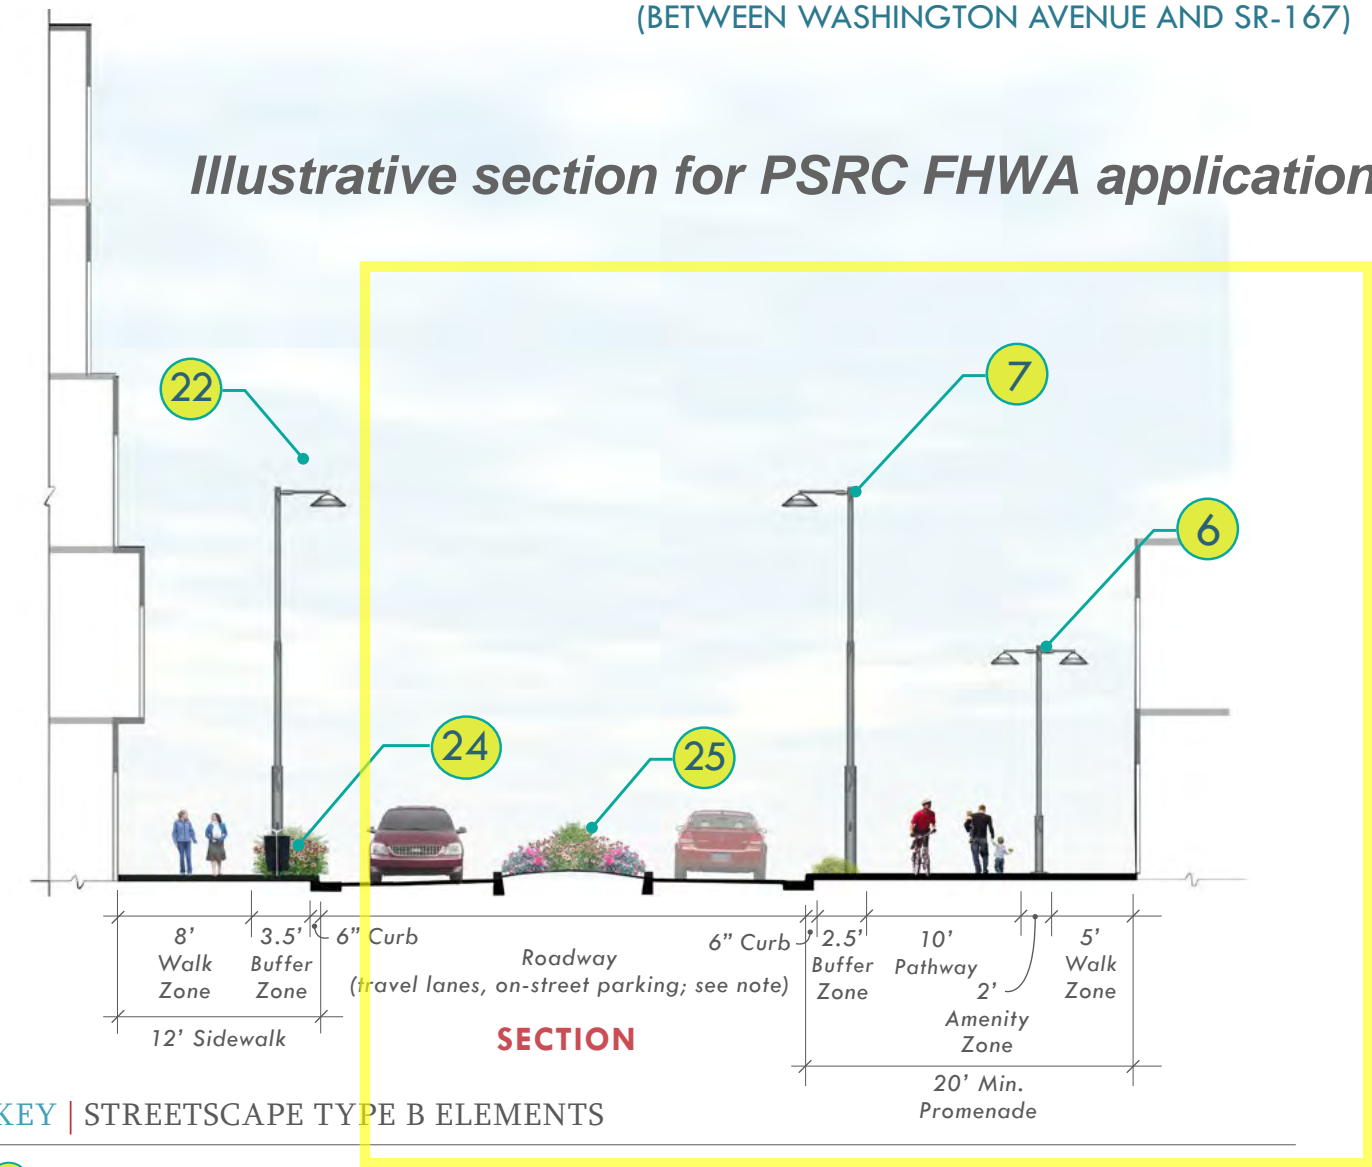 (BETWEEN WASHINGTON AVENUE AND SR-167)
Illustrative section for PSRC FHWA application
22
7
6
24
25
8’
Walk
Zone
3.5’
Buffer
Zone
6” Curb
Roadway
(travel lanes, on-street parking; see note)
6” Curb
2.5’
Buffer
Zone
10’
Pathway
2’
Amenity
Zone
5’
Walk
Zone
12’ Sidewalk
SECTION
20’ Min.
Promenade
KEY | STREETSCAPE TYPE B ELEMENTS